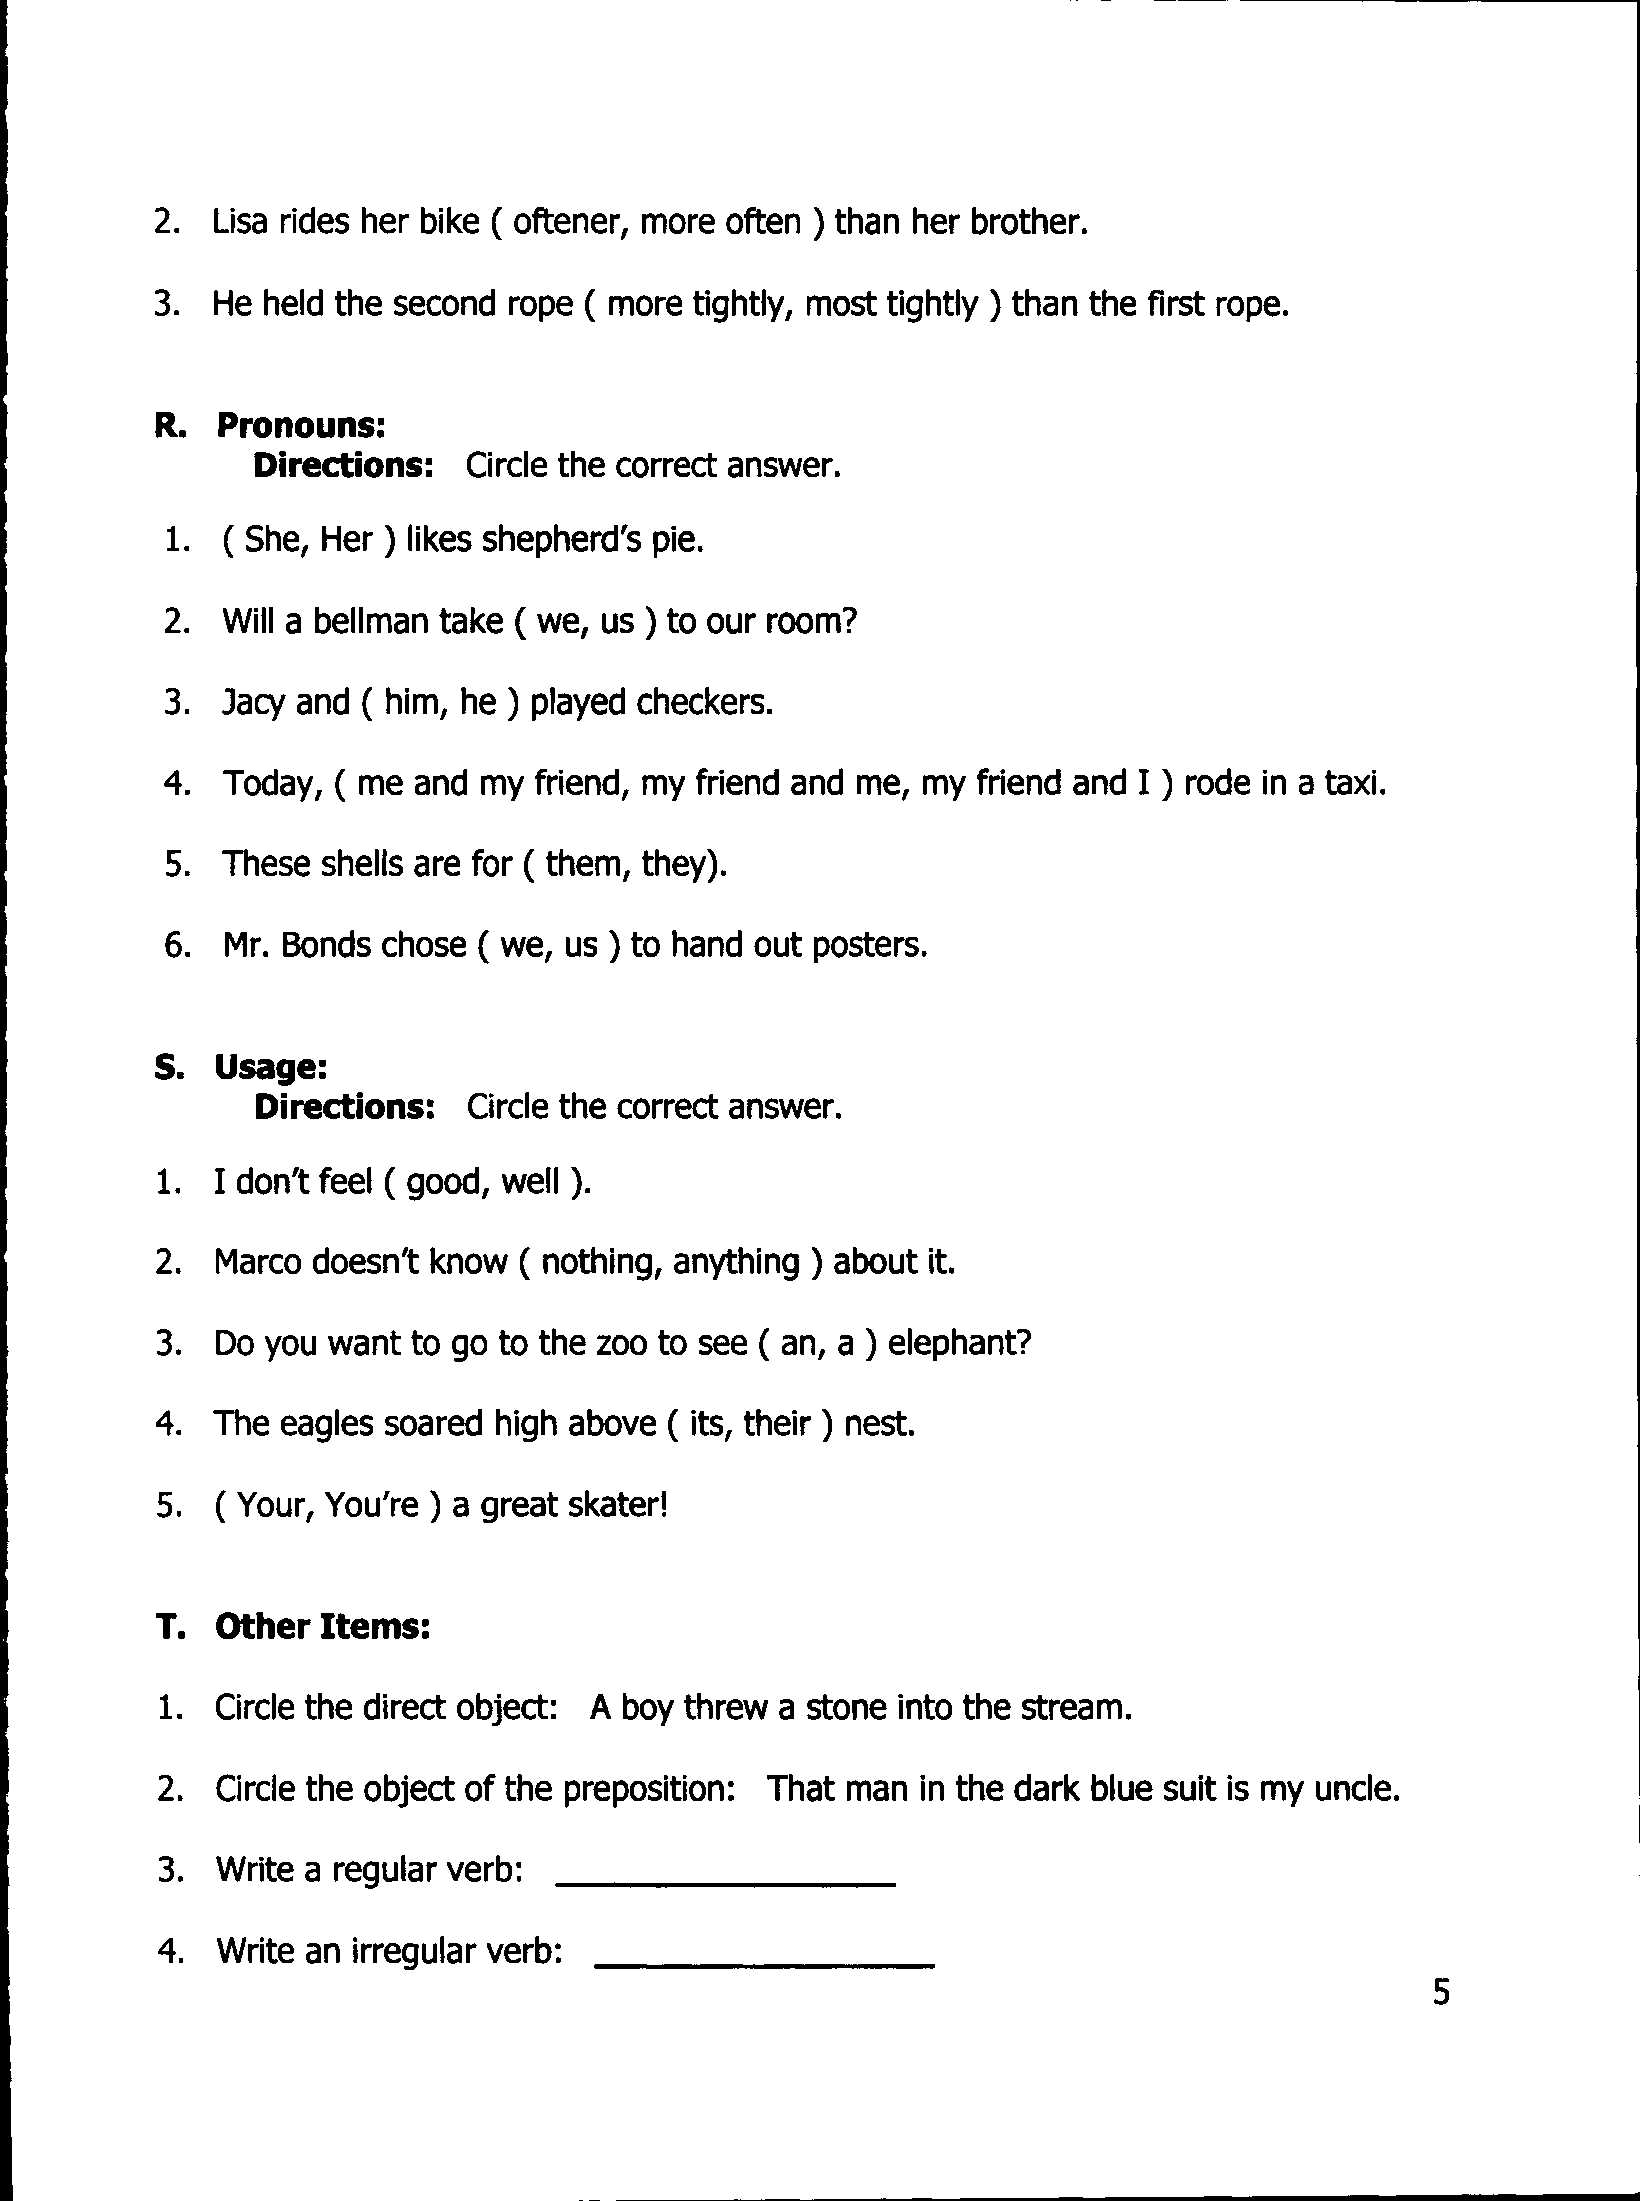 2. Lisa rides her bike ( oftener, more often ) than her brother.
3. He held the second rope ( more tightly, most tightly ) than the first rope.
R. Pronouns:
Directions: Circle the correct answer.
1. ( She, Her ) likes shepherd's pie.
2. Will a bellman take ( we, us ) to our room?
3. Jacy and ( him, he ) played checkers.
4. Today, ( me and my friend, my friend and me, my friend and I ) rode in a taxi.
5. These shells are for ( them, they).
6. Mr. Bonds chose ( we, us ) to hand out posters.
S. Usage:
Directions: Circle the correct answer.
1. I don't feel ( good, well ).
2. Marco doesn't know ( nothing, anything ) about it.
3. Do you want to go to the zoo to see ( an, a ) elephant?
4. The eagles soared high above ( its, their ) nest.
5. ( Your, You're ) a great skater!
T. Other Items:
1. Circle the direct object: A boy threw a stone into the stream.
2. Circle the object of the preposition: That man in the dark blue suit is my uncle.
3. Write a regular verb: ____________________
4. Write an irregular verb: ____________________
5